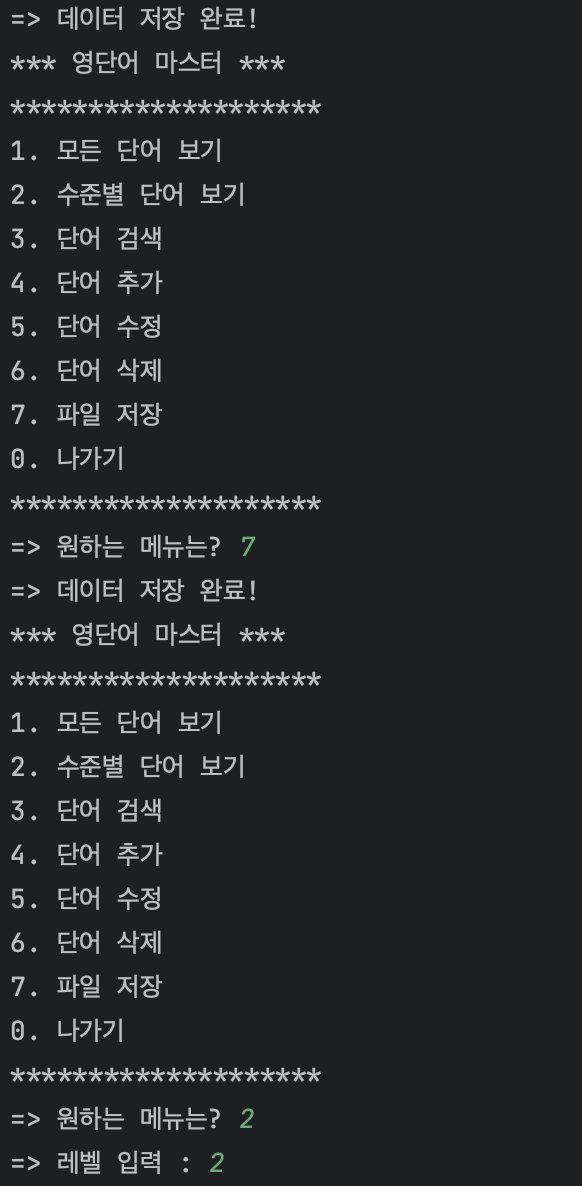 => 데이터 저장 완료!
*** 영단어 마스터 ***
********************
1. 모든 단어 보기
2. 수준별 단어 보기
3. 단어 검색
4. 단어 추가
5. 단어 수정
6. 단어 삭제
7. 파일 저장
0. 나가기
********************
=> 원하는 메뉴는? 7
=> 데이터 저장 완료!
*** 영단어 마스터 ***
********************
1. 모든 단어 보기
2. 수준별 단어 보기
3. 단어 검색
4. 단어 추가
5. 단어 수정
6. 단어 삭제
7. 파일 저장
0. 나가기
********************
=> 원하는 메뉴는? 2
=> 레벨 입력 : 2